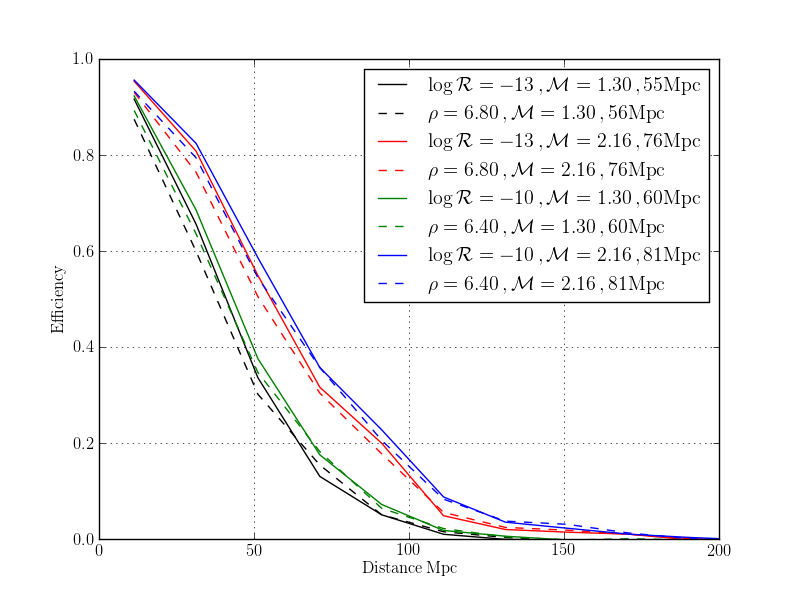 1.0
0.8
0.6
0.4
0.2
0.0
Efficiency
log R = −13 , M = 1.30 , 55Mpc
ρ = 6.80 , M = 1.30 , 56Mpc
log R = −13 , M = 2.16 , 76Mpc
ρ = 6.80 , M = 2.16 , 76Mpc
log R = −10 , M = 1.30 , 60Mpc
ρ = 6.40 , M = 1.30 , 60Mpc
log R = −10 , M = 2.16 , 81Mpc
ρ = 6.40 , M = 2.16 , 81Mpc
0 50 100 150 200
Distance Mpc